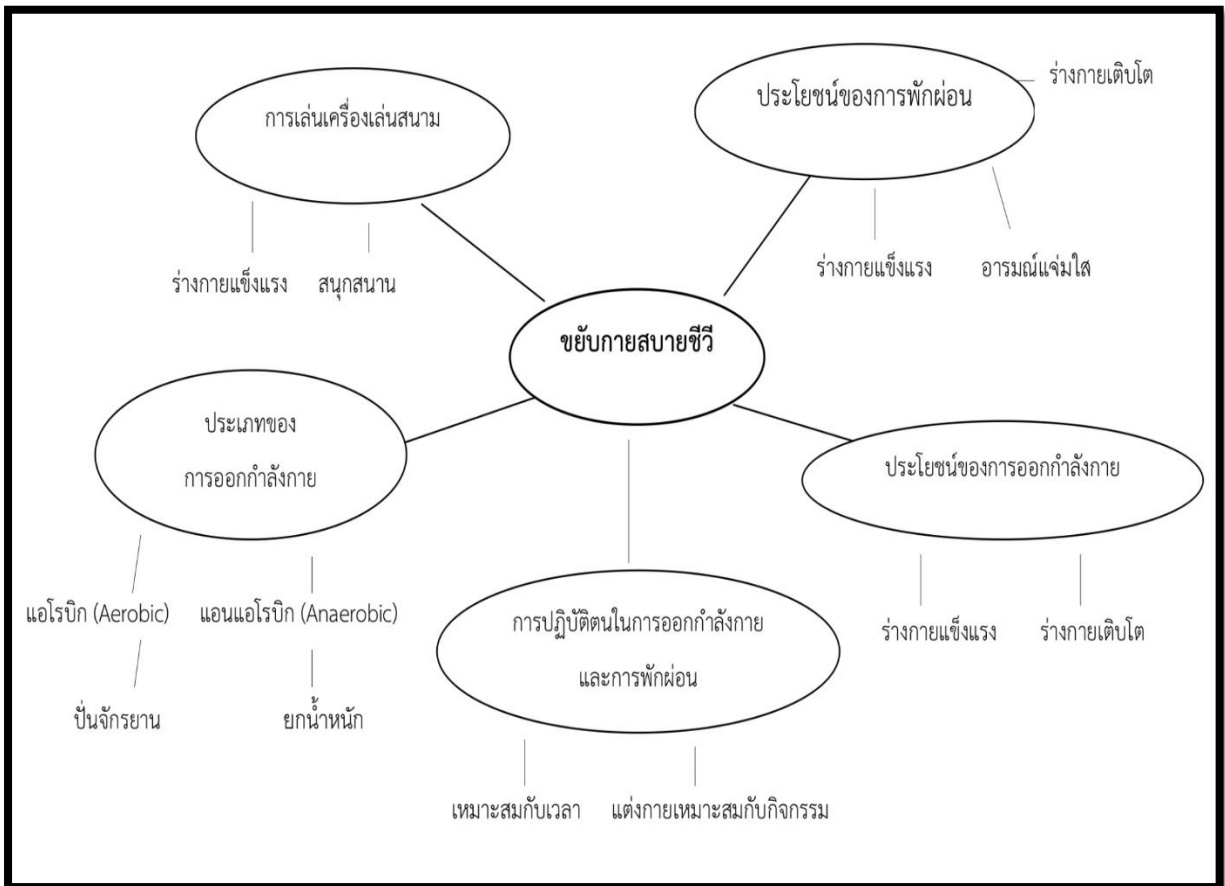 การเล่นเครื่องเล่นสนาม
ร่างกายแข็งแรง
สนุกสนาน
ประโยชน์ของการพักผ่อน
ร่างกายเติบโต
ร่างกายแข็งแรง
อารมณ์แจ่มใส
ขยับกายสบายชีวี
ประเภทของ
การออกกำลังกาย
แอโรบิก (Aerobic)
แอนแอโรบิก (Anaerobic)
ปั่นจักรยาน
ยกน้ำหนัก
การปฏิบัติตนในการออกกำลังกาย
และการพักผ่อน
เหมาะสมกับเวลา
แต่งกายเหมาะสมกับกิจกรรม
ประโยชน์ของการออกกำลังกาย
ร่างกายแข็งแรง
ร่างกายเติบโต